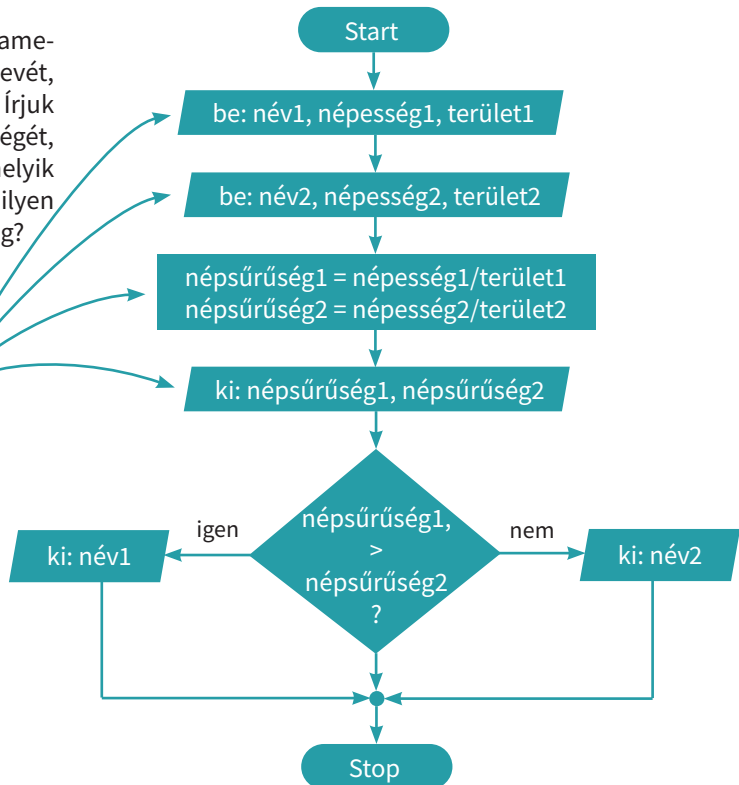 ame-
evét,
Írjuk
égét,
elyik
ilyen
g?
Start
be: név1, népesség1, terület1
be: név2, népesség2, terület2
népsűrűség1 = népesség1/terület1
népsűrűség2 = népesség2/terület2
ki: népsűrűség1, népsűrűség2
népsűrűség1,
>
népsűrűség2
?
igen
nem
ki: név1
ki: név2
Stop